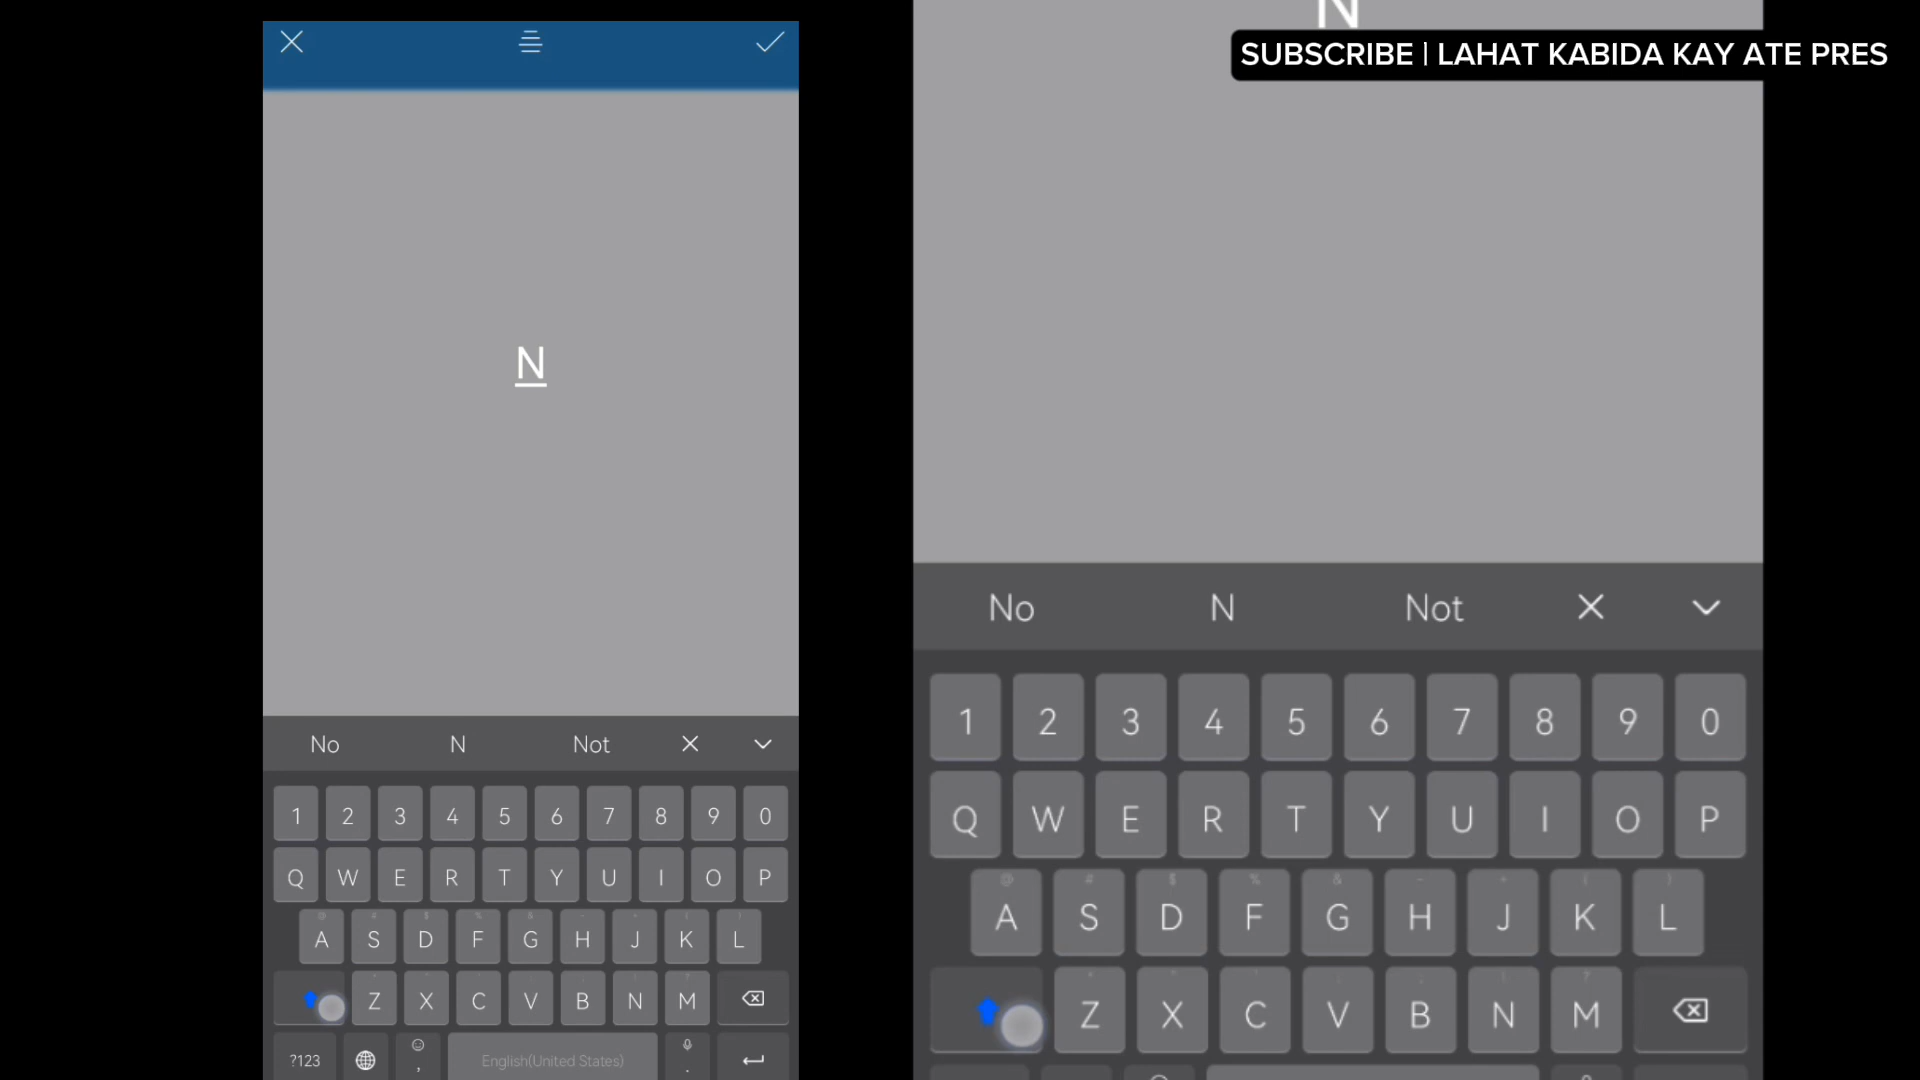 N
No N Not
1 2 3 4 5 6 7 8 9 0
Q W E R T Y U I O P
A S D F G H J K L
Z X C V B N M
?123 , English(United States) .
N
SUBSCRIBE | LAHAT KABIDA KAY ATE PRES
No N Not
1 2 3 4 5 6 7 8 9 0
Q W E R T Y U I O P
A S D F G H J K L
Z X C V B N M